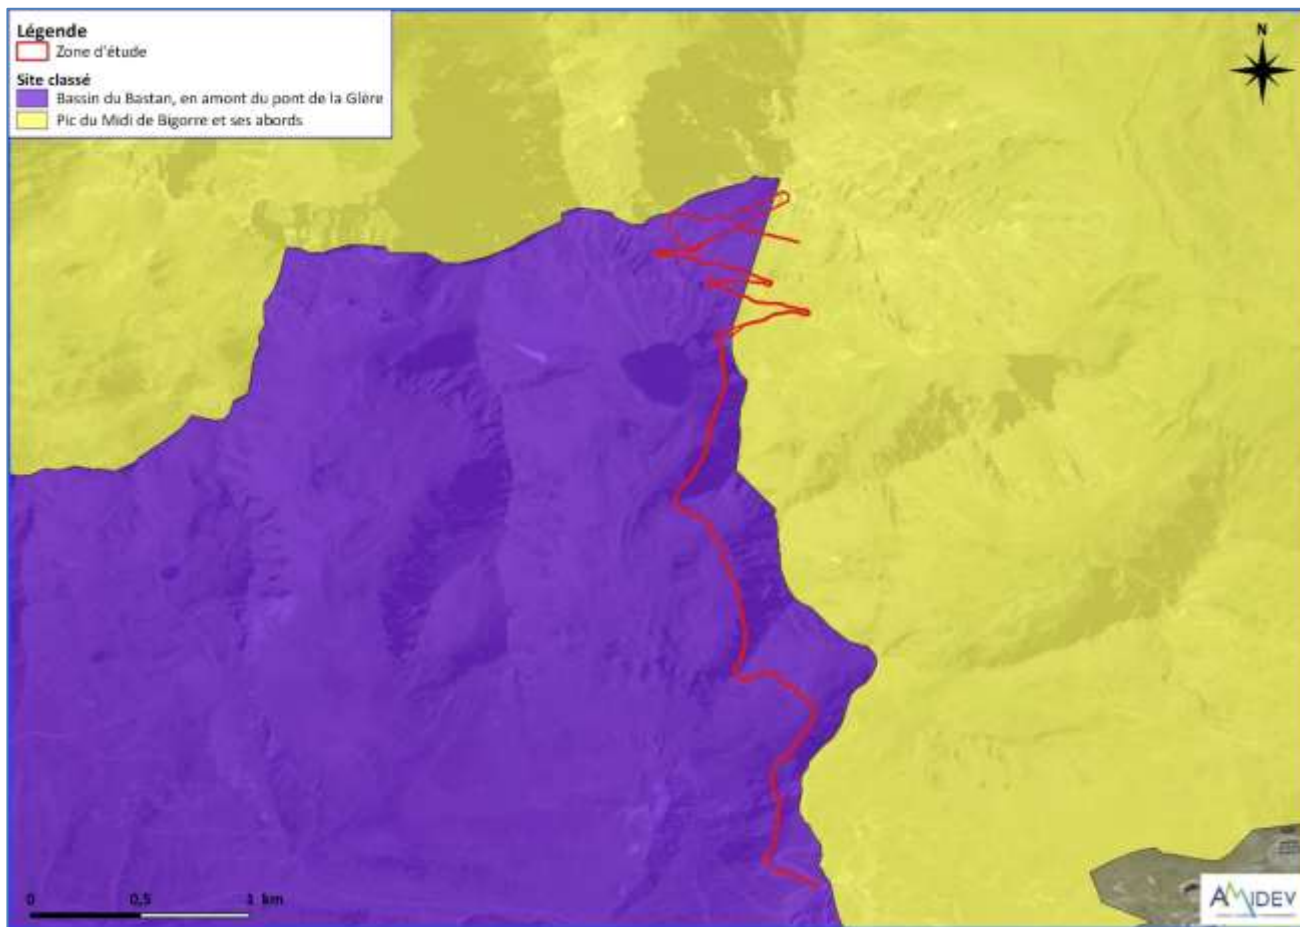 Légende
Zone d'étude
Site classé
Bassin du Bastan, en amont du pont de la Glère
Pic du Midi de Bigorre et ses abords
N
0 0,5 1 km
AMIDEV